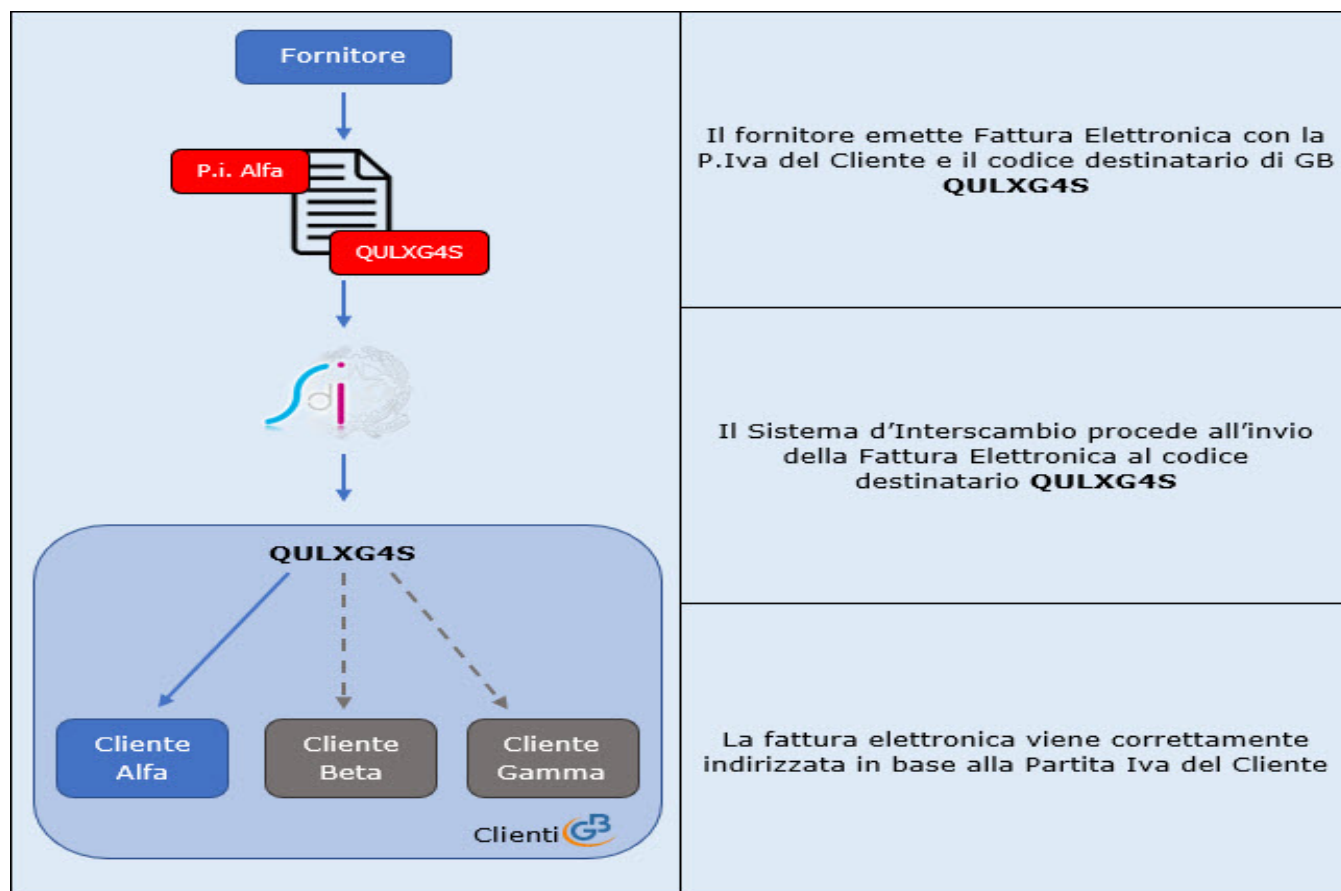 Fornitore
P.i. Alfa
QULXG4S
Sdi
QULXG4S
Cliente
Alfa
Cliente
Beta
Cliente
Gamma
Clienti GB
Il fornitore emette Fattura Elettronica con la
P.Iva del Cliente e il codice destinatario di GB
QULXG4S
Il Sistema d’Interscambio procede all’invio
della Fattura Elettronica al codice
destinatario QULXG4S
La fattura elettronica viene correttamente
indirizzata in base alla Partita Iva del Cliente